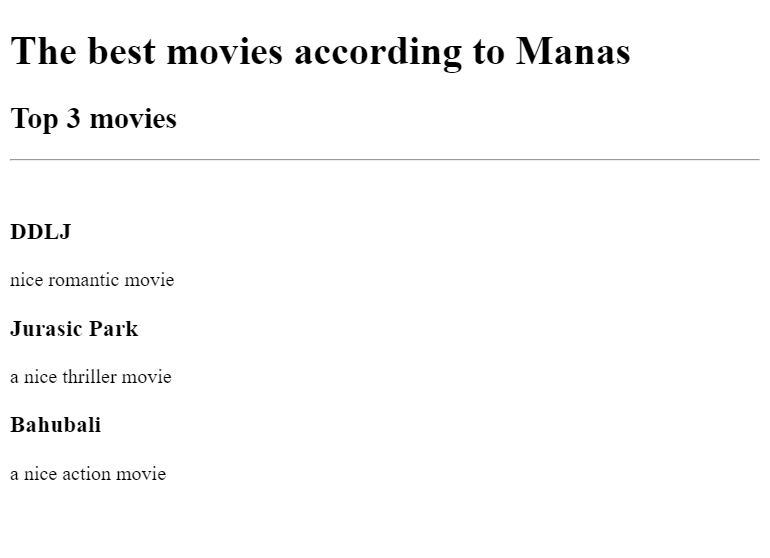 The best movies according to Manas
Top 3 movies
DDLJ
nice romantic movie
Jurasic Park
a nice thriller movie
Bahubali
a nice action movie